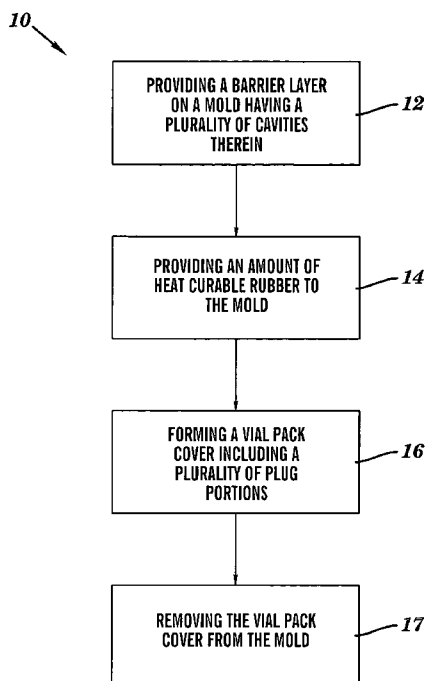 10
PROVIDING A BARRIER LAYER
ON A MOLD HAVING A
PLURALITY OF CAVITIES
THEREIN
12
PROVIDING AN AMOUNT OF
HEAT CURABLE RUBBER TO
THE MOLD
14
FORMING A VIAL PACK
COVER INCLUDING A
PLURALITY OF PLUG
PORTIONS
16
REMOVING THE VIAL PACK
COVER FROM THE MOLD
17